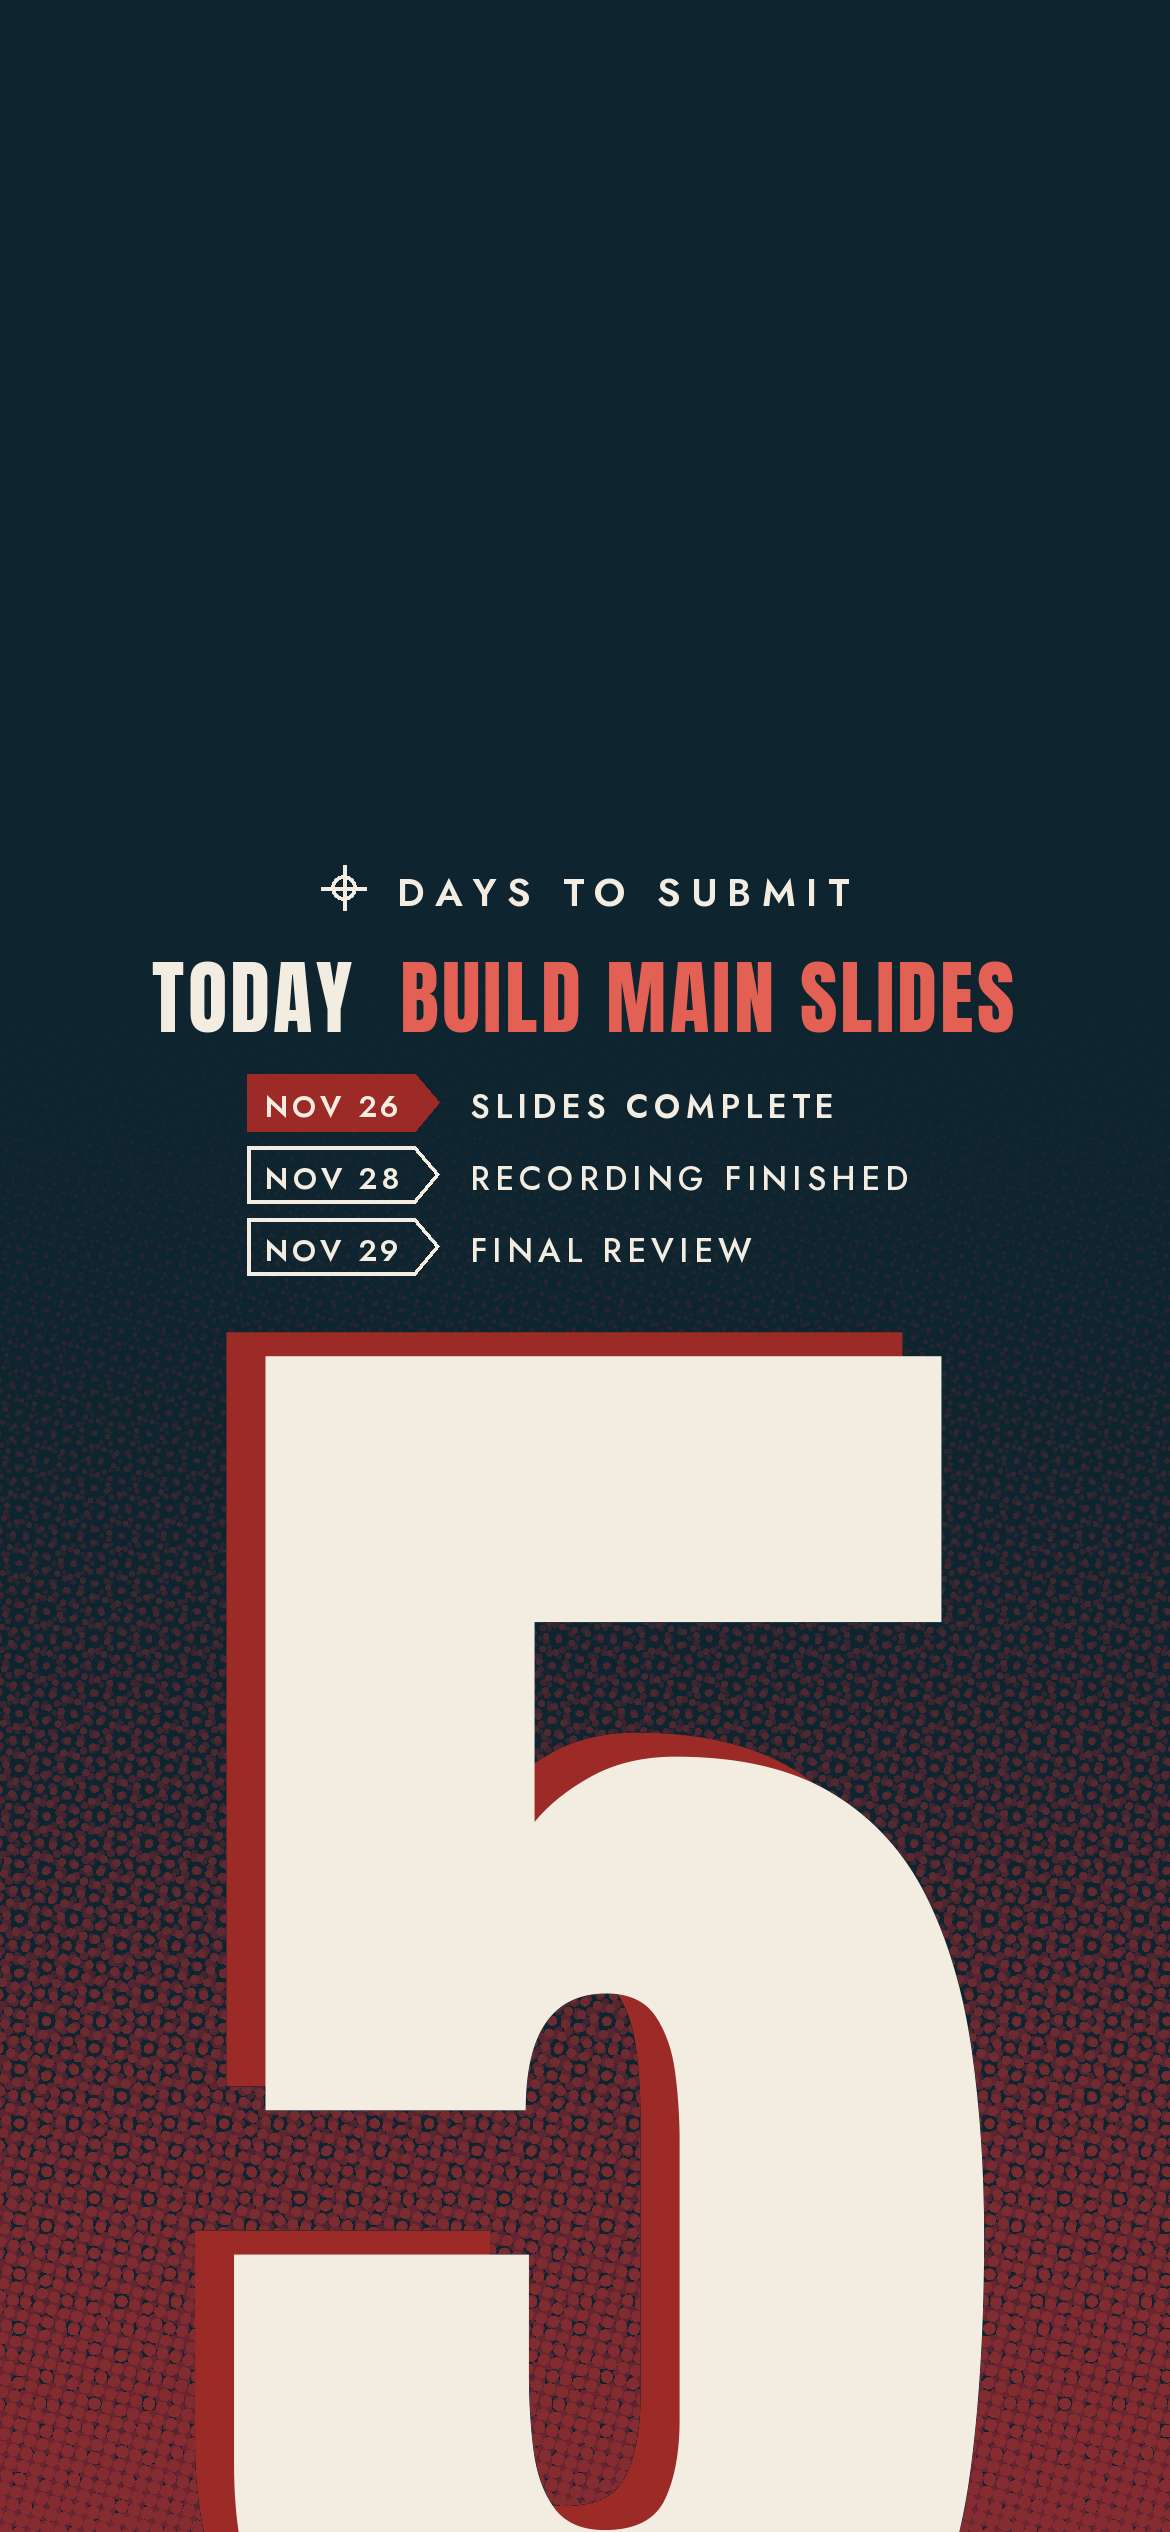 DAYS TO SUBMIT
TODAY BUILD MAIN SLIDES
NOV 26 SLIDES COMPLETE
NOV 28 RECORDING FINISHED
NOV 29 FINAL REVIEW
5